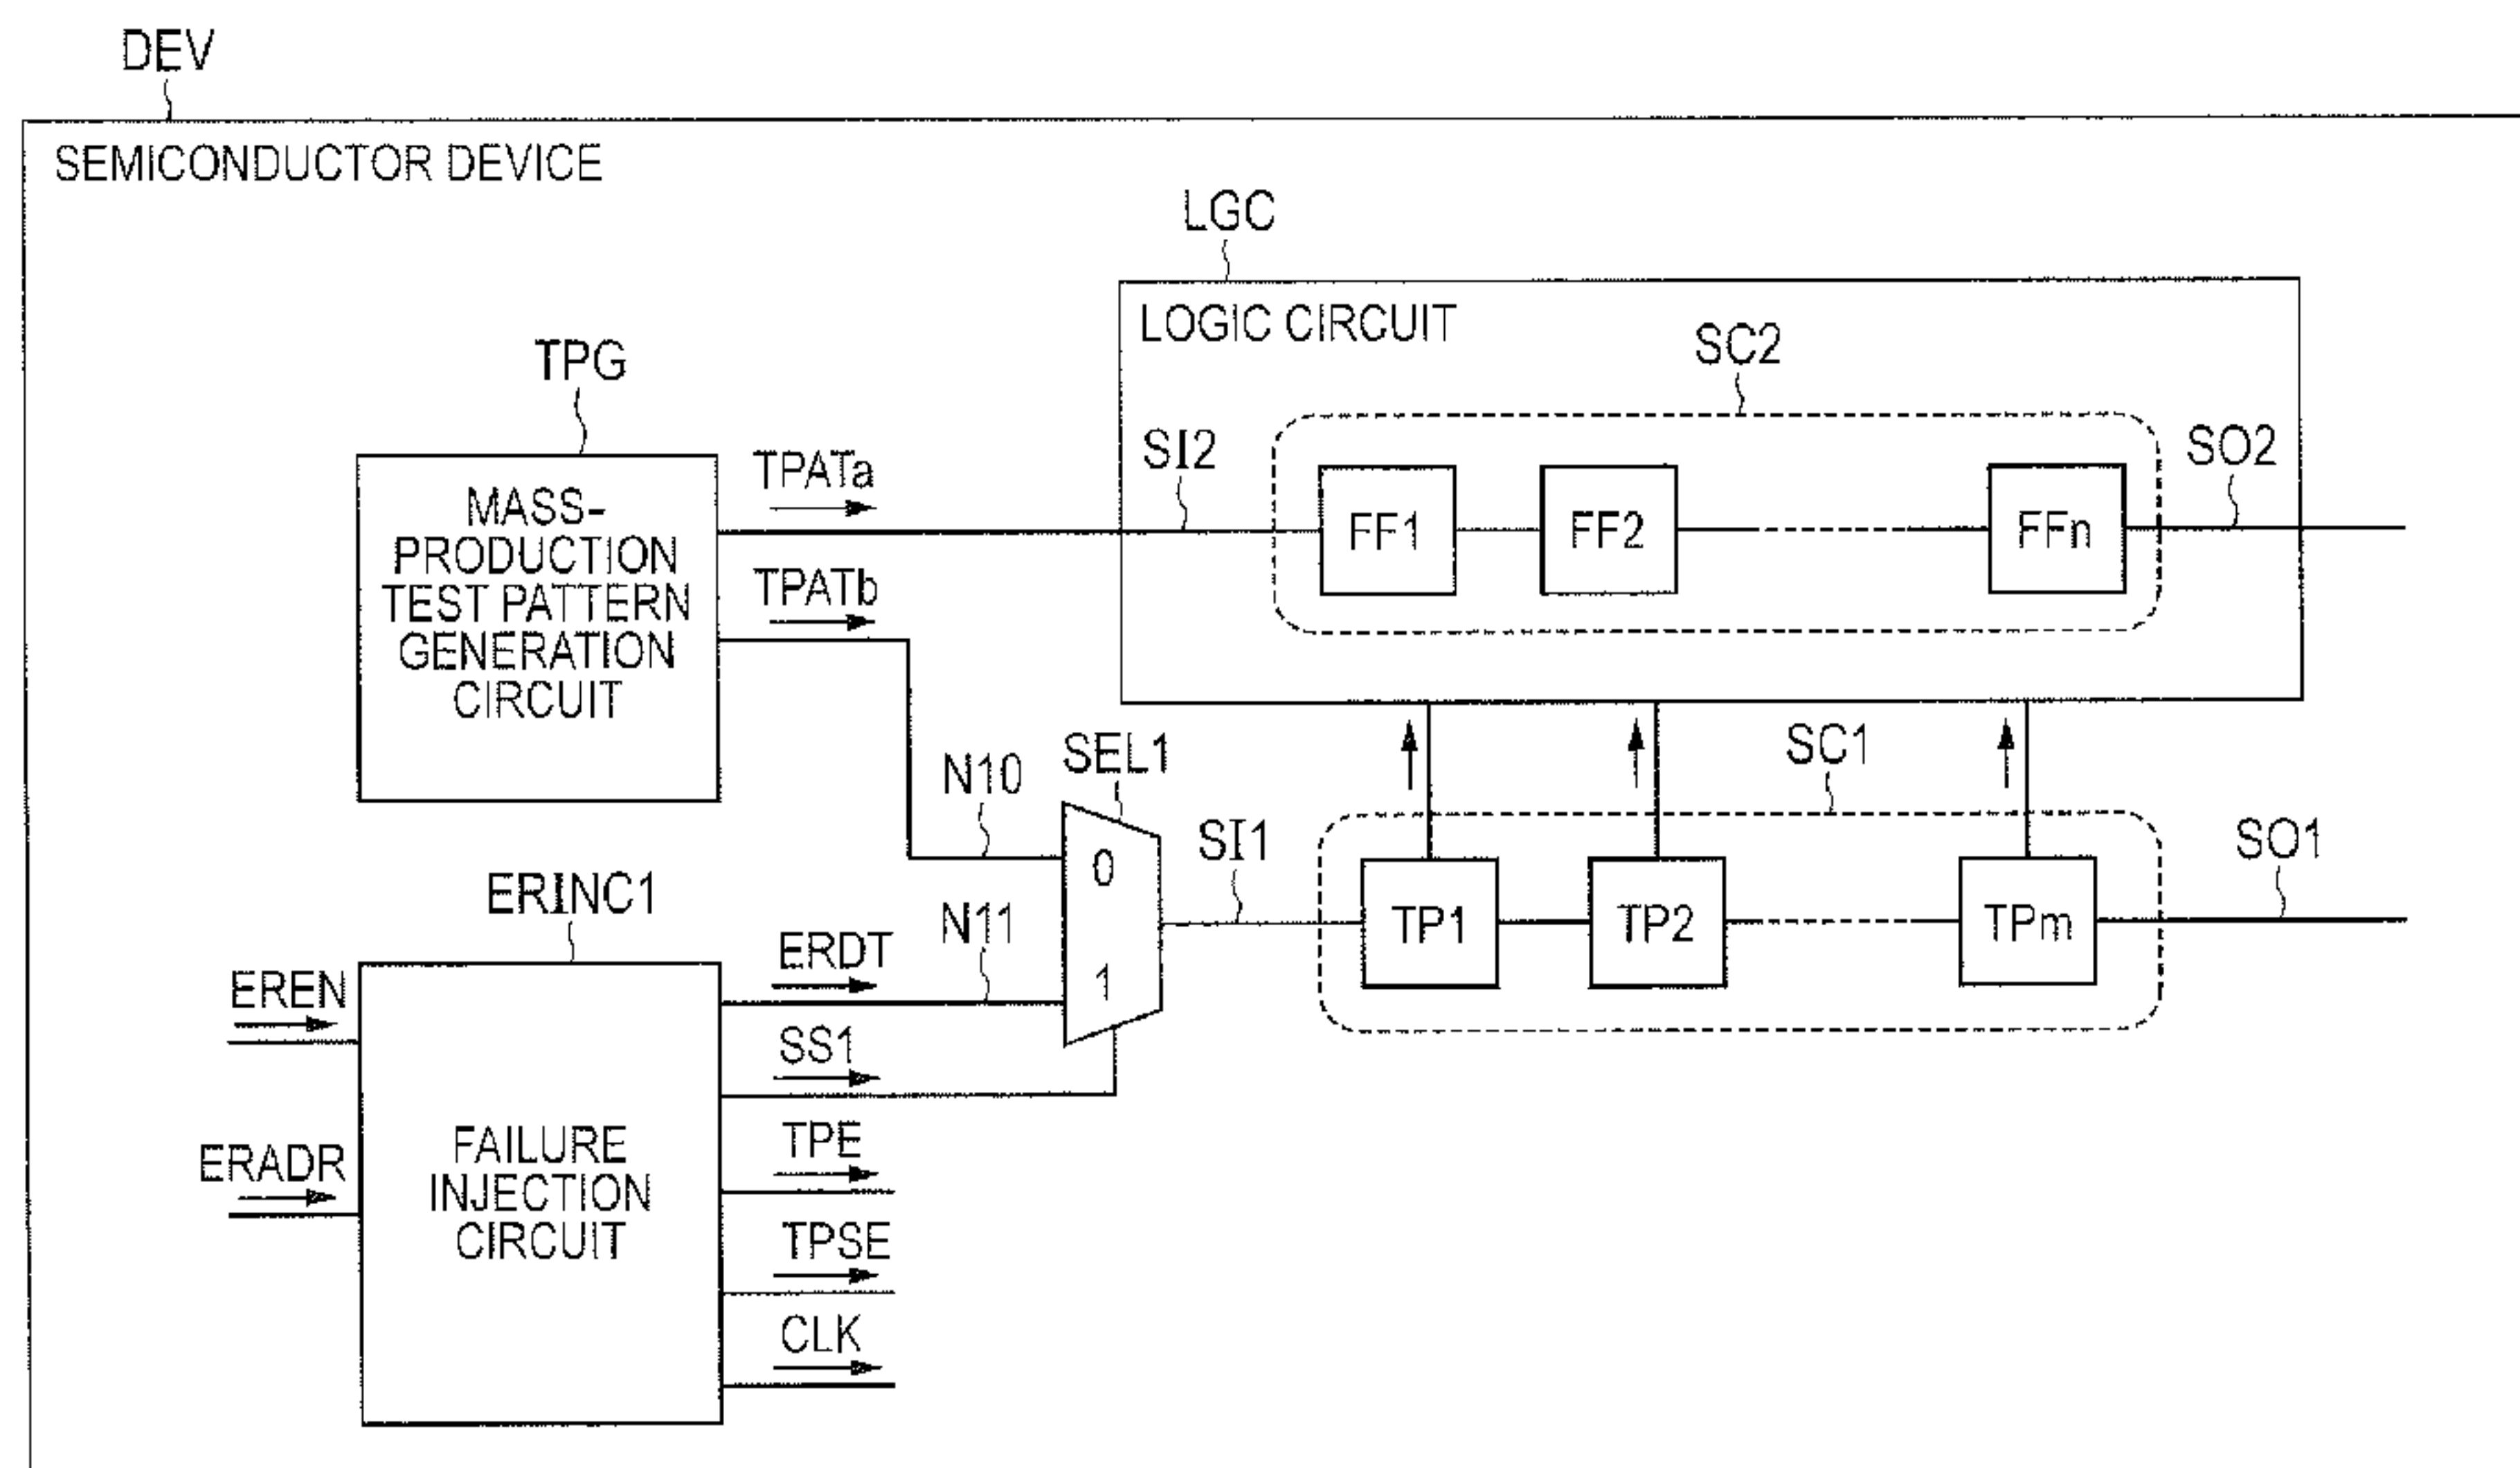 DEV
SEMICONDUCTOR DEVICE
LGC
LOGIC CIRCUIT
SC2
TPG
MASS-
PRODUCTION
TEST PATTERN
GENERATION
CIRCUIT
TPATa
TPATb
SI2
FF1
FF2
FFn
SO2
N10
SEL1
SC1
0
1
SI1
TP1
TP2
TPm
SO1
ERINC1
N11
EREN
ERADR
FAILURE
INJECTION
CIRCUIT
ERDT
SS1
TPE
TPSE
CLK